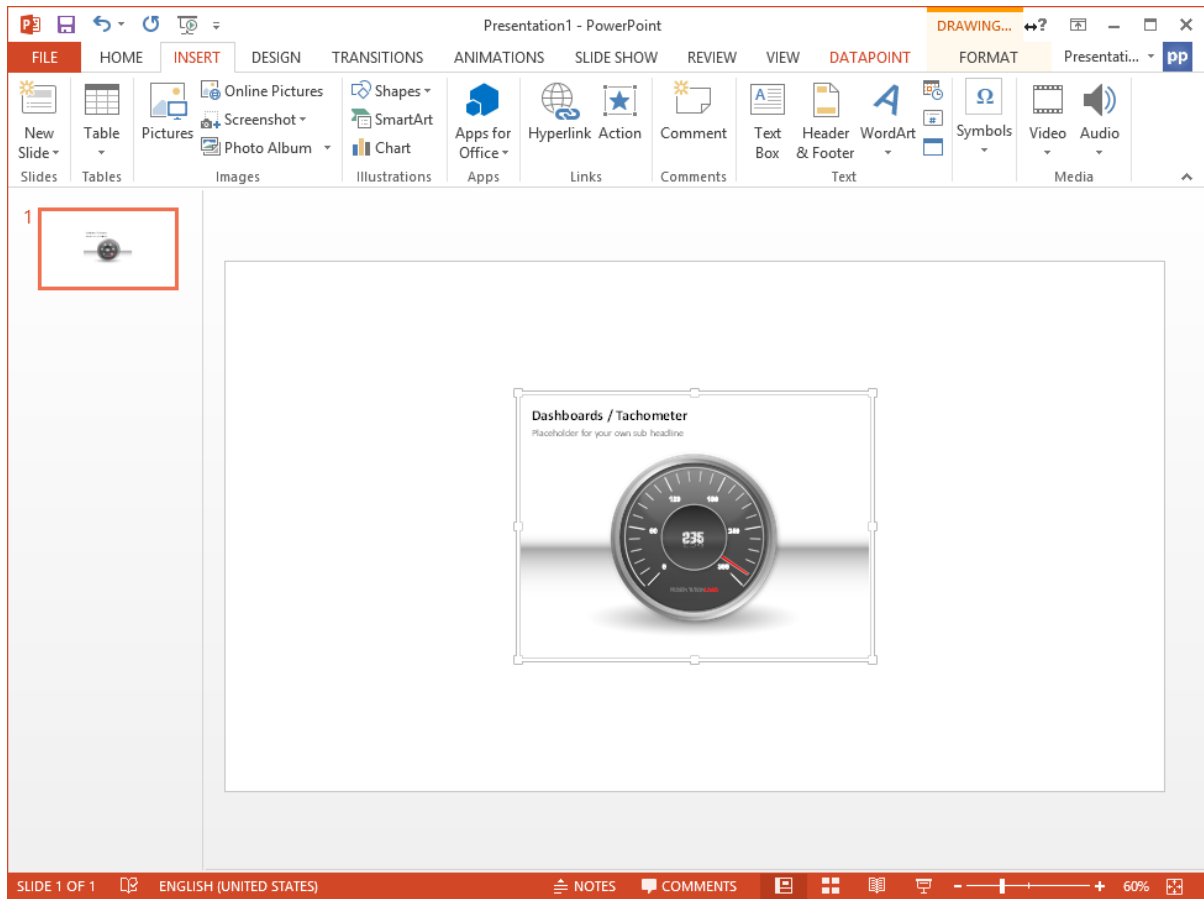 Presentation1 - PowerPoint
DRAWING...
?
FILE HOME INSERT DESIGN TRANSITIONS ANIMATIONS SLIDE SHOW REVIEW VIEW DATAPOINT FORMAT Presentati... pp
New Slide
Table
Pictures
Online Pictures
Screenshot
Photo Album
Shapes
SmartArt
Chart
Apps for Office
Hyperlink
Action
Comment
Text Box
Header & Footer
WordArt
Symbols
Video
Audio
Slides Tables Images Illustrations Apps Links Comments Text Media
1
Dashboards / Tachometer
Placeholder for your own sub headline
235
0
SLIDE 1 OF 1 ENGLISH (UNITED STATES) NOTES COMMENTS 60%